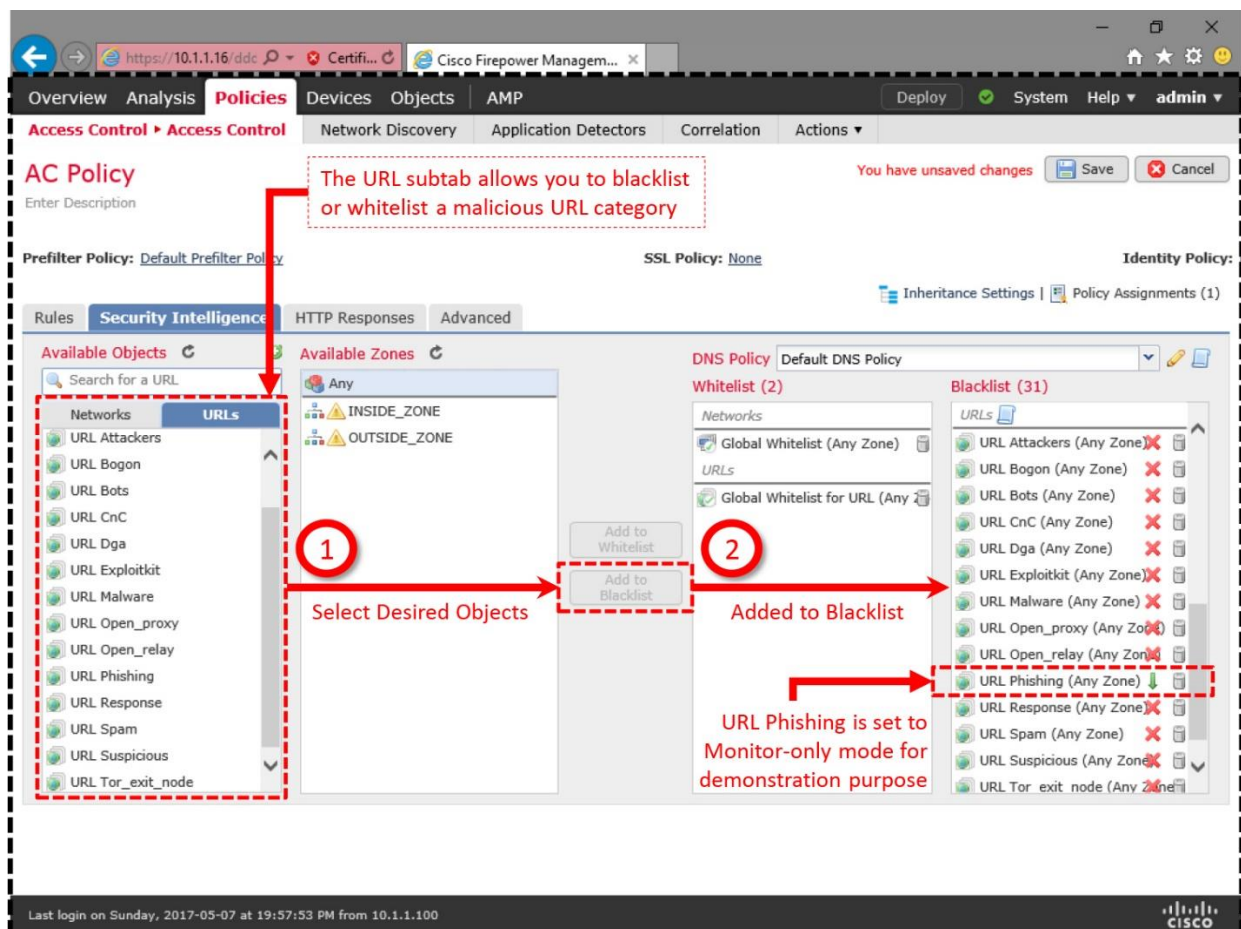 https://10.1.1.16/ddc
Certifi...
Cisco Firepower Managem...
Overview Analysis Policies Devices Objects AMP
Deploy System Help admin
Access Control ▸ Access Control Network Discovery Application Detectors Correlation Actions
AC Policy
Enter Description
The URL subtab allows you to blacklist
or whitelist a malicious URL category
You have unsaved changes Save Cancel
Prefilter Policy: Default Prefilter Policy SSL Policy: None Identity Policy:
Inheritance Settings | Policy Assignments (1)
Rules Security Intelligence HTTP Responses Advanced
Available Objects
Search for a URL
Networks URLs
URL Attackers
URL Bogon
URL Bots
URL CnC
URL Dga
URL Exploitkit
URL Malware
URL Open_proxy
URL Open_relay
URL Phishing
URL Response
URL Spam
URL Suspicious
URL Tor_exit_node
Available Zones
Any
INSIDE_ZONE
OUTSIDE_ZONE
1
Select Desired Objects
Add to
Whitelist
Add to
Blacklist
2
Added to Blacklist
DNS Policy Default DNS Policy
Whitelist (2)
Networks
Global Whitelist (Any Zone)
URLs
Global Whitelist for URL (Any
URL Phishing is set to
Monitor-only mode for
demonstration purpose
Blacklist (31)
URLs
URL Attackers (Any Zone)
URL Bogon (Any Zone)
URL Bots (Any Zone)
URL CnC (Any Zone)
URL Dga (Any Zone)
URL Exploitkit (Any Zone)
URL Malware (Any Zone)
URL Open_proxy (Any Zone)
URL Open_relay (Any Zone)
URL Phishing (Any Zone)
URL Response (Any Zone)
URL Spam (Any Zone)
URL Suspicious (Any Zone)
URL Tor_exit_node (Any Zone)
Last login on Sunday, 2017-05-07 at 19:57:53 PM from 10.1.1.100
CISCO